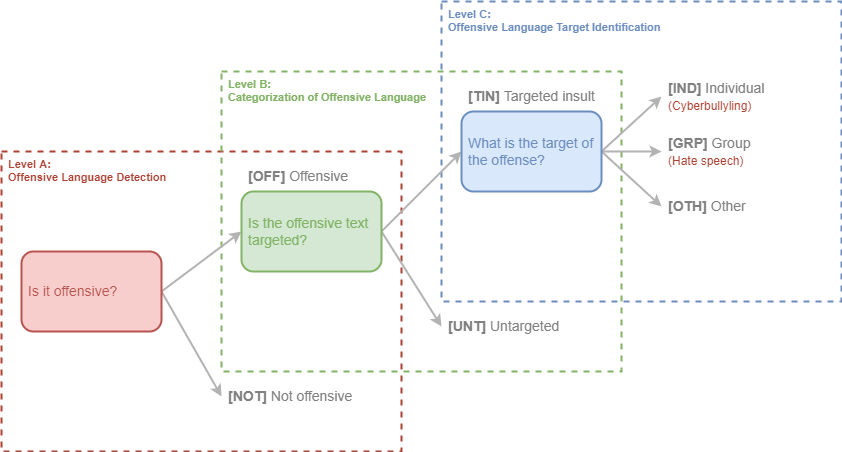 Level C:
Offensive Language Target Identification
Level B:
Categorization of Offensive Language
[TIN] Targeted insult
[IND] Individual
(Cyberbullyling)
What is the target of
the offense?
[GRP] Group
(Hate speech)
Level A:
Offensive Language Detection
[OFF] Offensive
Is the offensive text
targeted?
[OTH] Other
Is it offensive?
[UNT] Untargeted
[NOT] Not offensive